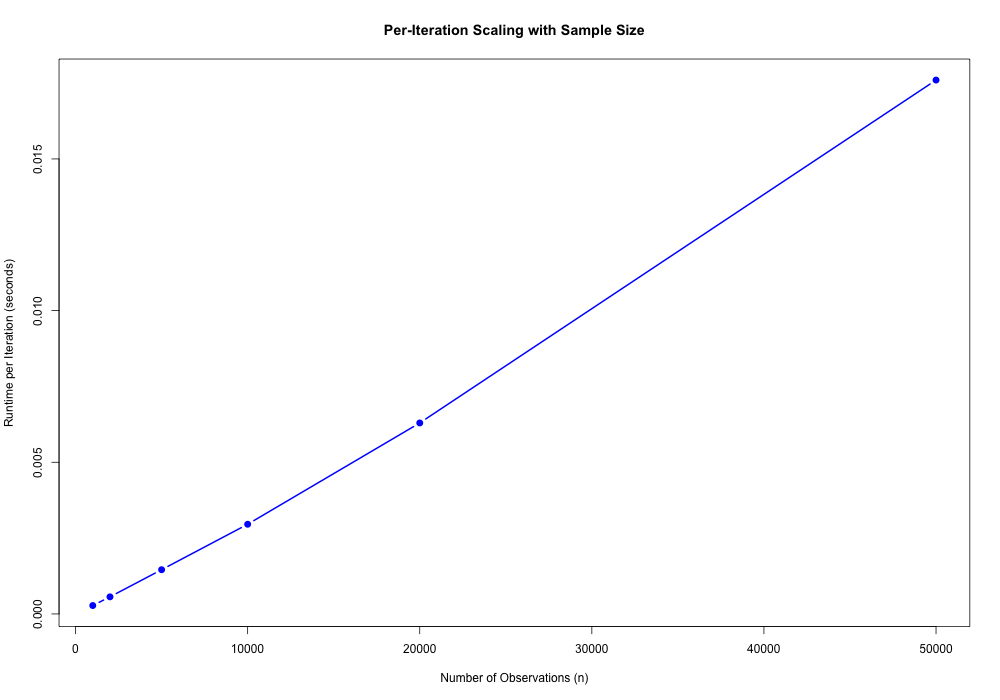 Per-Iteration Scaling with Sample Size
Runtime per Iteration (seconds)
0.015
0.010
0.005
0.000
0 10000 20000 30000 40000 50000
Number of Observations (n)